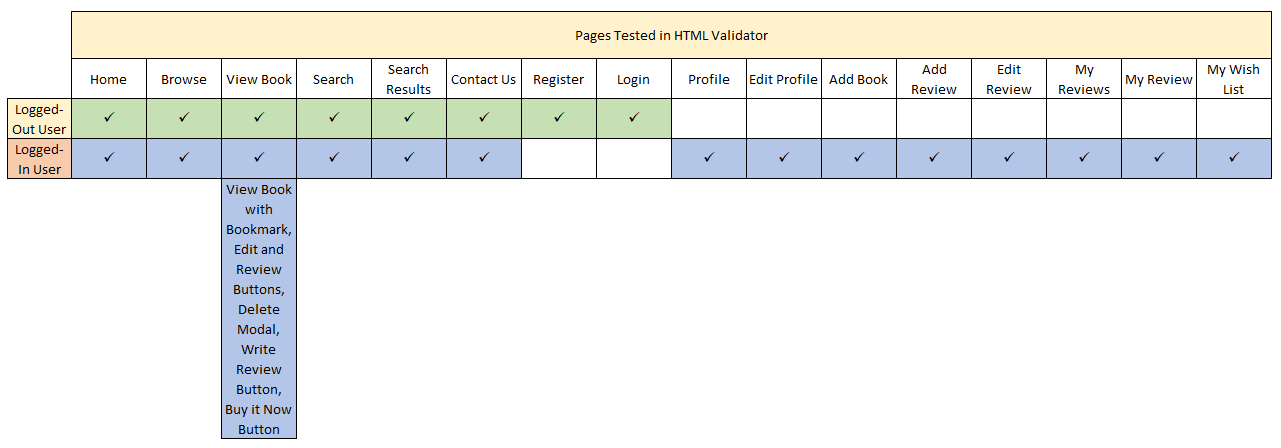 Pages Tested in HTML Validator
Home Browse View Book Search Search Results Contact Us Register Login Profile Edit Profile Add Book Add Review Edit Review My Reviews My Review My Wish List
Logged-
Out User ✓ ✓ ✓ ✓ ✓ ✓ ✓ ✓
Logged-
In User ✓ ✓ ✓ ✓ ✓ ✓ ✓ ✓ ✓ ✓ ✓ ✓ ✓ ✓
View Book
with
Bookmark,
Edit and
Review
Buttons,
Delete
Modal,
Write
Review
Button,
Buy it Now
Button